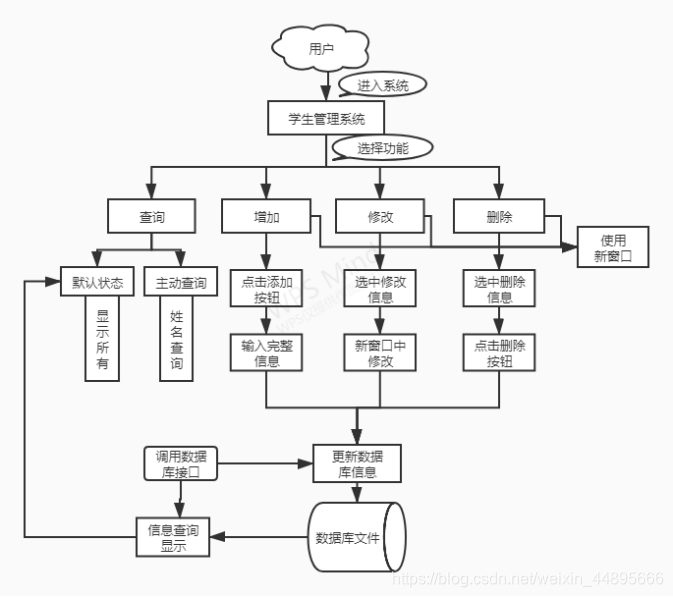 用户
进入系统
学生管理系统
选择功能
查询
增加
修改
删除
使用
新窗口
默认状态
主动查询
点击添加
按钮
选中修改
信息
选中删除
信息
显
示
所
有
姓
名
查
询
输入完整
信息
新窗口中
修改
点击删除
按钮
调用数据
库接口
更新数据
库信息
信息查询
显示
数据库文件
WPS Mind
https://blog.csdn.net/weixin_44895666